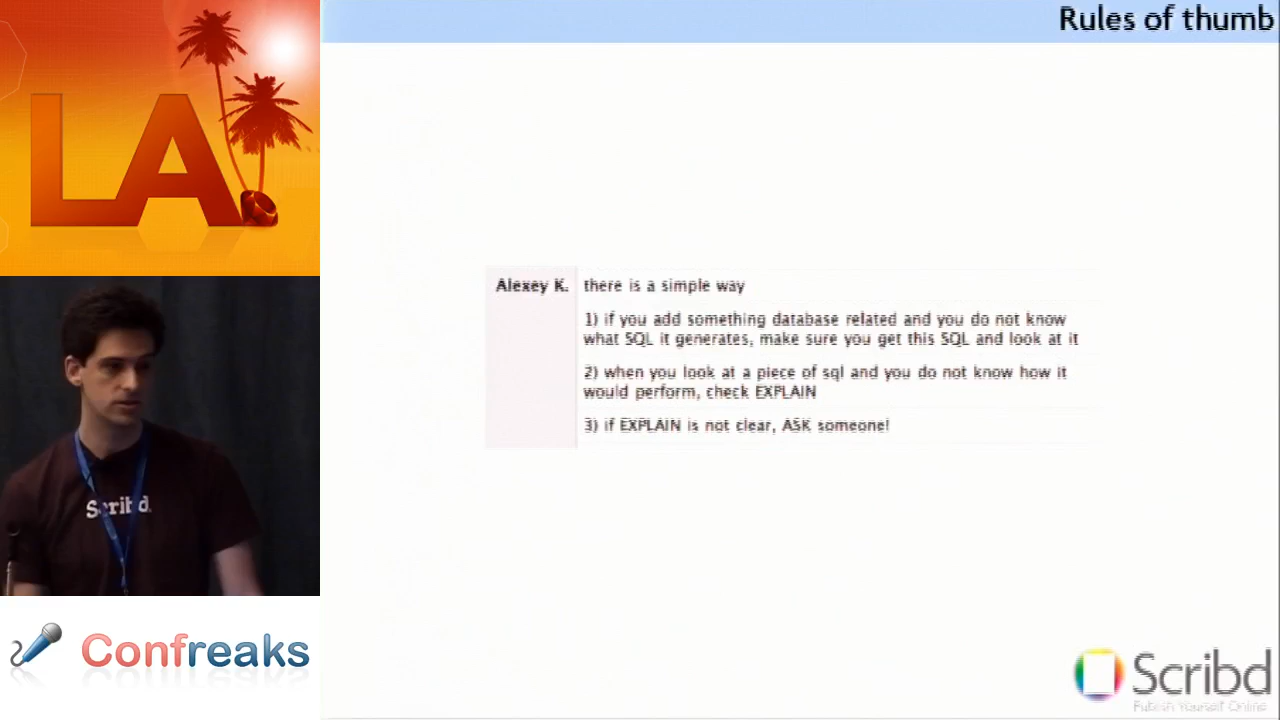 Rules of thumb
LA
Alexey K. there is a simple way
1) if you add something database related and you do not know
what SQL it generates, make sure you get this SQL and look at it
2) when you look at a piece of sql and you do not know how it
would perform, check EXPLAIN
3) if EXPLAIN is not clear, ASK someone!
Scribd
Confreaks
Scribd
Publish Yourself Online